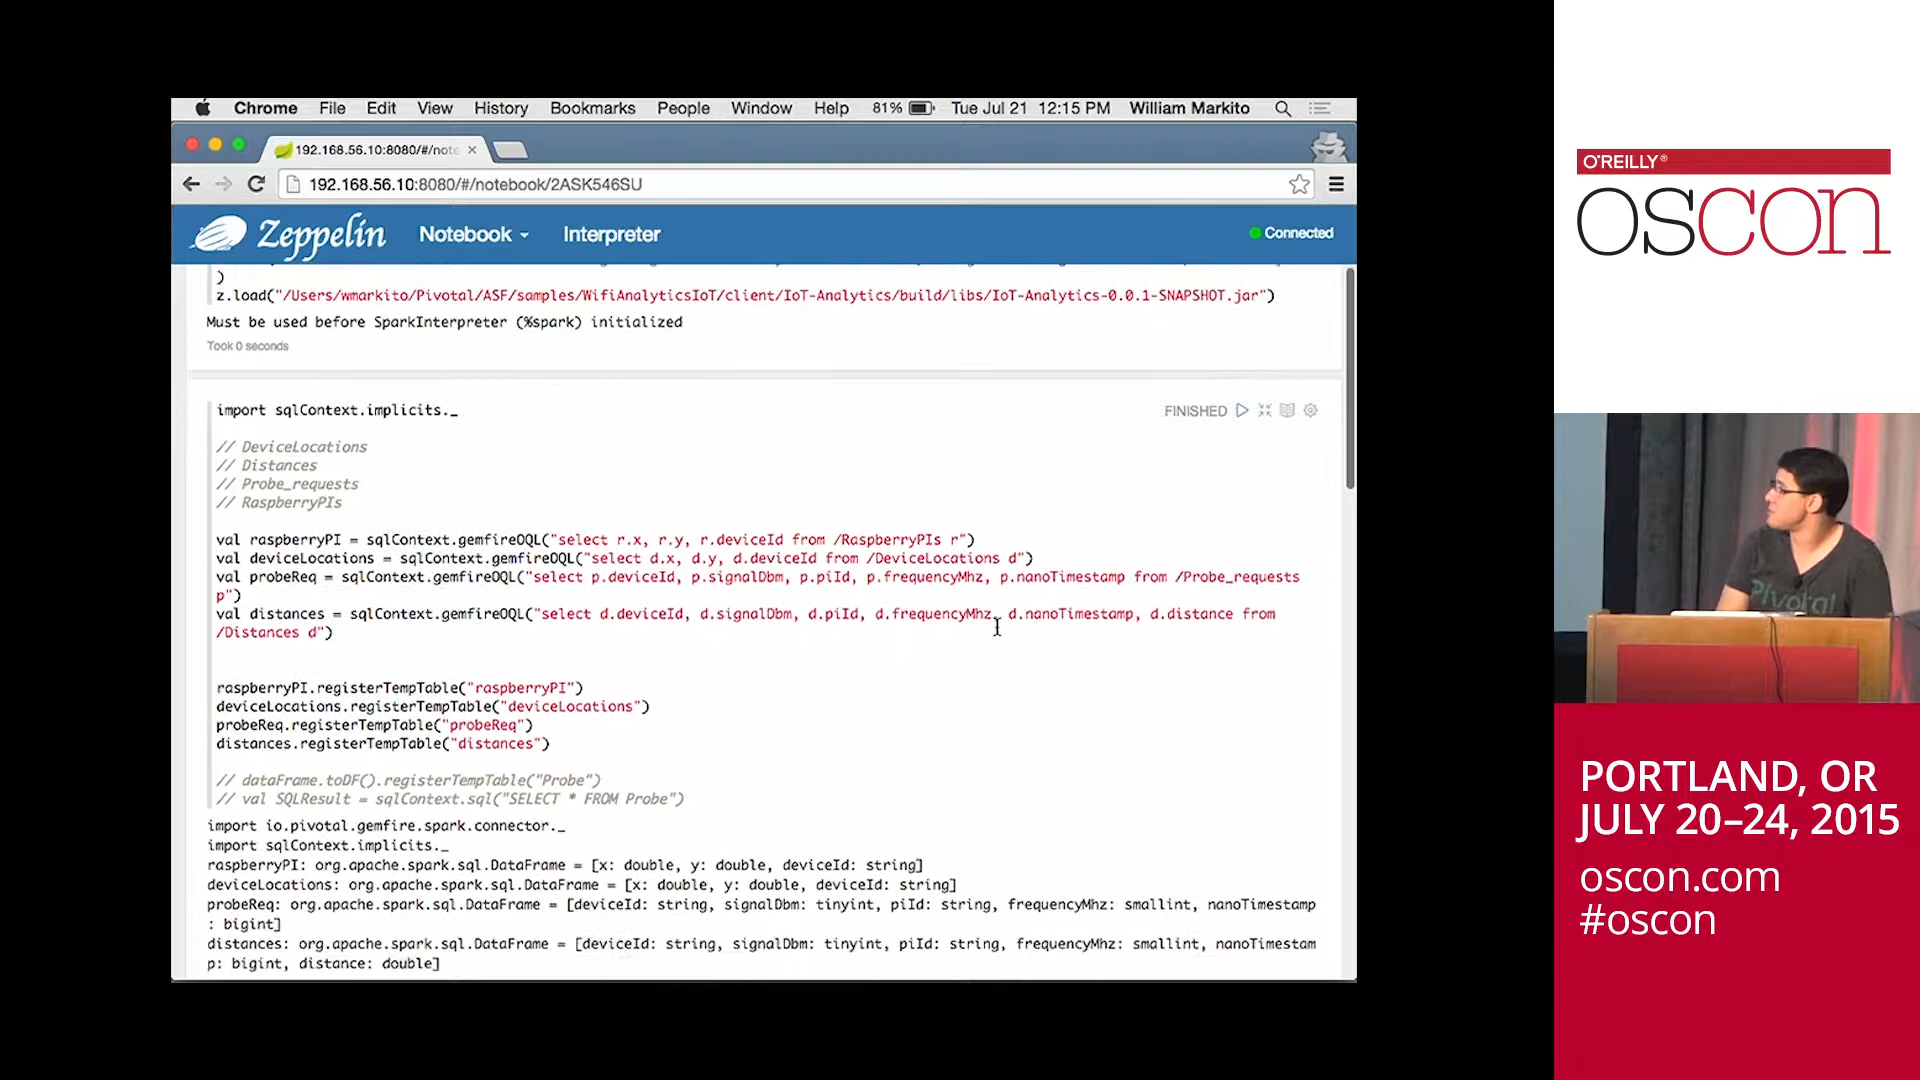 Chrome File Edit View History Bookmarks People Window Help 81% Tue Jul 21 12:15 PM William Markito
192.168.56.10:8080/#/note
192.168.56.10:8080/#/notebook/2ASK546SU
Zeppelin Notebook Interpreter Connected
)
z.load("/Users/wmarkito/Pivotal/ASF/samples/WifiAnalyticsIoT/client/IoT-Analytics/build/libs/IoT-Analytics-0.0.1-SNAPSHOT.jar")
Must be used before SparkInterpreter (%spark) initialized
Took 0 seconds
import sqlContext.implicits._
FINISHED
// DeviceLocations
// Distances
// Probe_requests
// RaspberryPIs
val raspberryPI = sqlContext.gemfireOQL("select r.x, r.y, r.deviceId from /RaspberryPIs r")
val deviceLocations = sqlContext.gemfireOQL("select d.x, d.y, d.deviceId from /DeviceLocations d")
val probeReq = sqlContext.gemfireOQL("select p.deviceId, p.signalDbm, p.piId, p.frequencyMhz, p.nanoTimestamp from /Probe_requests
p")
val distances = sqlContext.gemfireOQL("select d.deviceId, d.signalDbm, d.piId, d.frequencyMhz, d.nanoTimestamp, d.distance from
/Distances d")
raspberryPI.registerTempTable("raspberryPI")
deviceLocations.registerTempTable("deviceLocations")
probeReq.registerTempTable("probeReq")
distances.registerTempTable("distances")
// dataFrame.toDF().registerTempTable("Probe")
// val SQLResult = sqlContext.sql("SELECT * FROM Probe")
import io.pivotal.gemfire.spark.connector._
import sqlContext.implicits._
raspberryPI: org.apache.spark.sql.DataFrame = [x: double, y: double, deviceId: string]
deviceLocations: org.apache.spark.sql.DataFrame = [x: double, y: double, deviceId: string]
probeReq: org.apache.spark.sql.DataFrame = [deviceId: string, signalDbm: tinyint, piId: string, frequencyMhz: smallint, nanoTimestamp
: bigint]
distances: org.apache.spark.sql.DataFrame = [deviceId: string, signalDbm: tinyint, piId: string, frequencyMhz: smallint, nanoTimestam
p: bigint, distance: double]
O'REILLY®
OSCON
Pivotal
PORTLAND, OR
JULY 20–24, 2015
oscon.com
#oscon